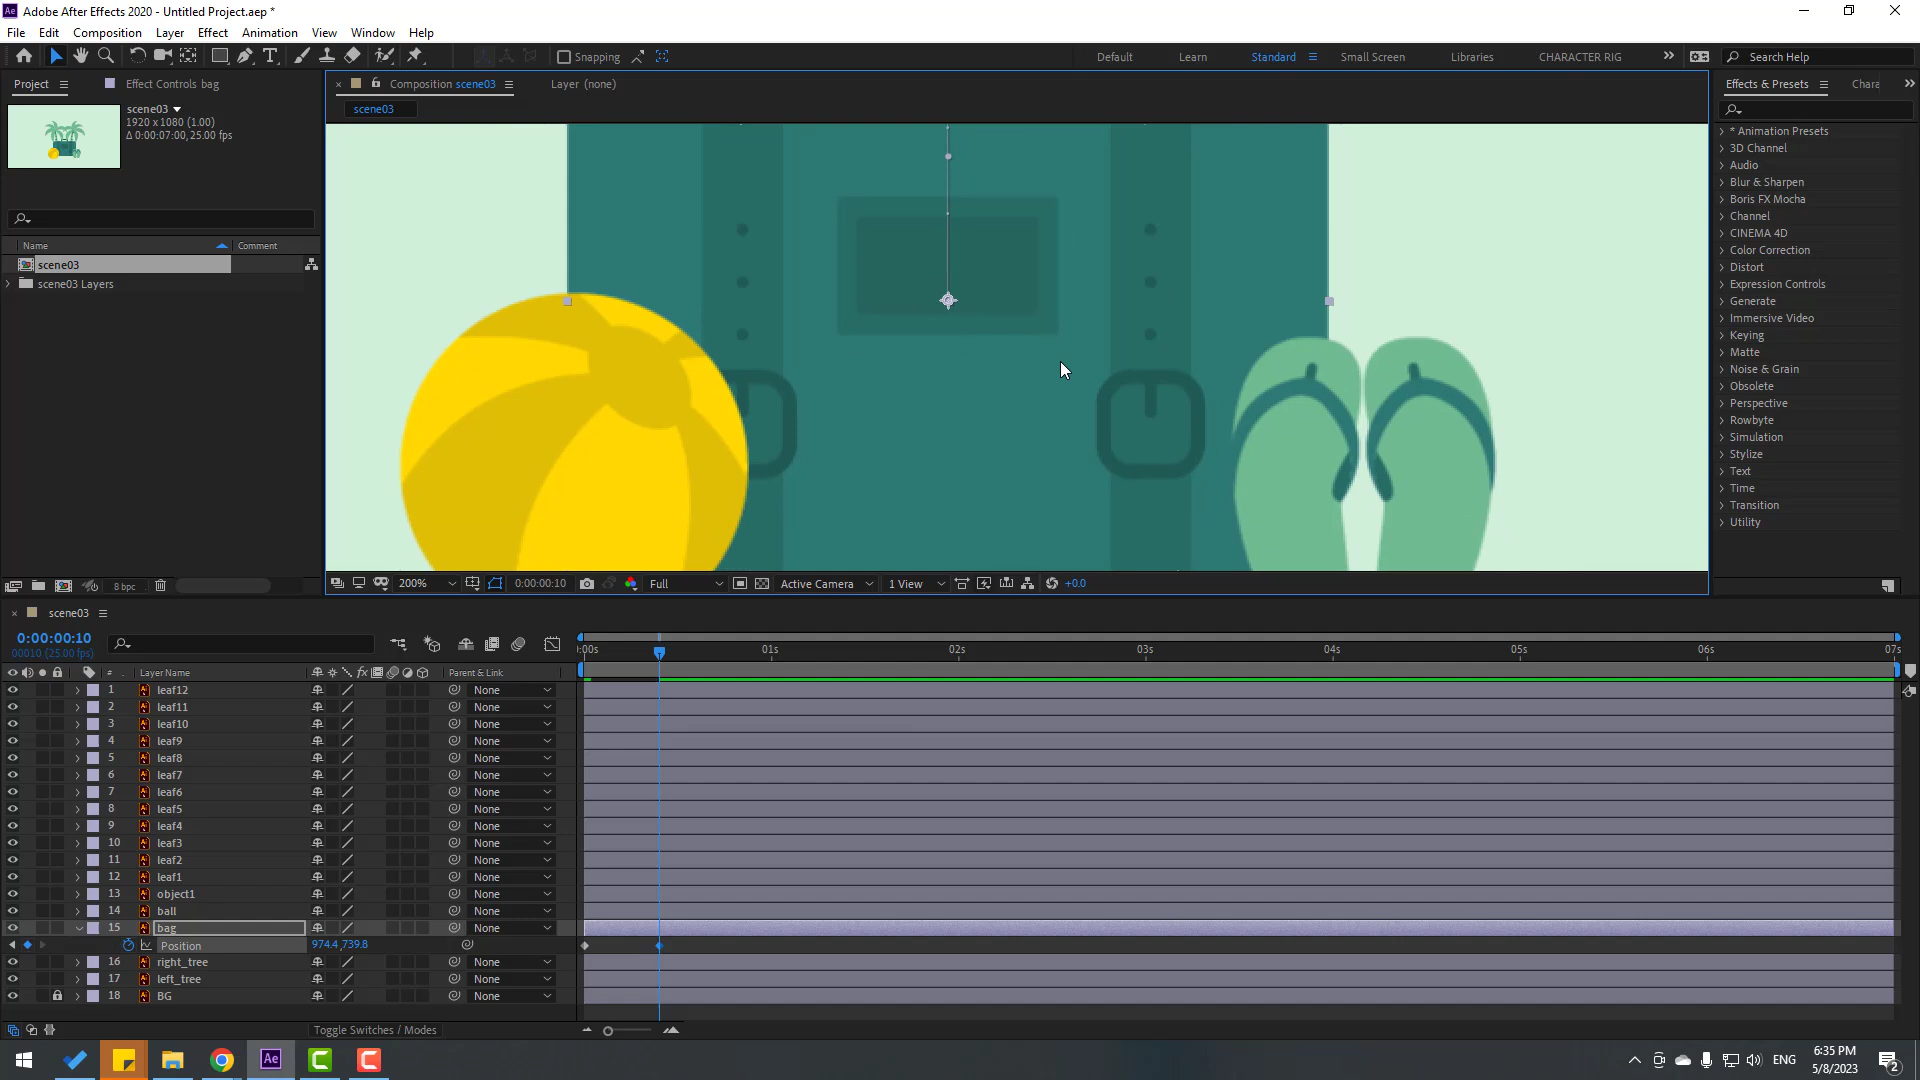 Ae Adobe After Effects 2020 - Untitled Project.aep *
File Edit Composition Layer Effect Animation View Window Help
Snapping Default Learn Standard Small Screen Libraries CHARACTER RIG Search Help
Project Effect Controls bag
Composition scene03 Layer (none)
Effects & Presets Chara
scene03
1920 x 1080 (1.00)
Δ 0:00:07:00, 25.00 fps
scene03
* Animation Presets
3D Channel
Audio
Blur & Sharpen
Boris FX Mocha
Channel
CINEMA 4D
Color Correction
Distort
Expression Controls
Generate
Immersive Video
Keying
Matte
Noise & Grain
Obsolete
Perspective
Rowbyte
Simulation
Stylize
Text
Time
Transition
Utility
Name Comment
scene03
scene03 Layers
8 bpc
200% 0:00:00:10 Full Active Camera 1 View +0.0
scene03
0:00:00:10
00010 (25.00 fps)
:00s 01s 02s 03s 04s 05s 06s 07s
# Layer Name fx Parent & Link
1 leaf12 None
2 leaf11 None
3 leaf10 None
4 leaf9 None
5 leaf8 None
6 leaf7 None
7 leaf6 None
8 leaf5 None
9 leaf4 None
10 leaf3 None
11 leaf2 None
12 leaf1 None
13 object1 None
14 ball None
15 bag None
Position 974.4,739.8
16 right_tree None
17 left_tree None
18 BG None
Toggle Switches / Modes
Ae ENG 6:35 PM
5/8/2023 2